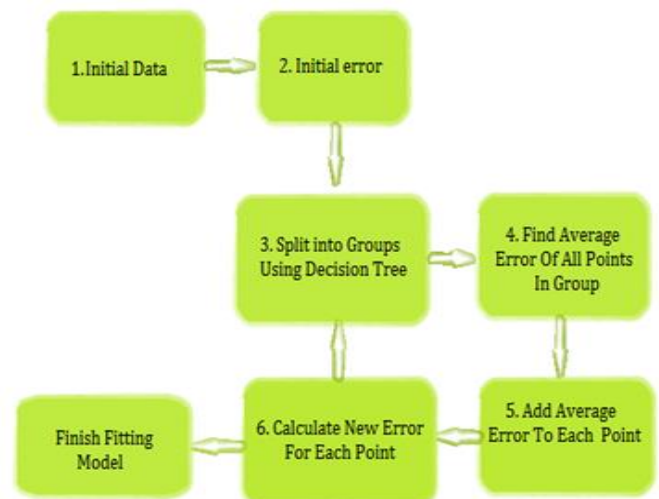 1.Initial Data
2. Initial error
3. Split into Groups
Using Decision Tree
4. Find Average
Error Of All Points
In Group
5. Add Average
Error To Each Point
6. Calculate New Error
For Each Point
Finish Fitting
Model